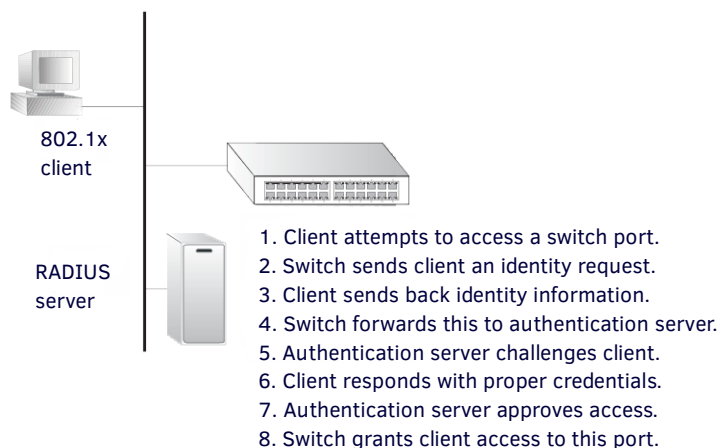 802.1x
client
RADIUS
server
1. Client attempts to access a switch port.
2. Switch sends client an identity request.
3. Client sends back identity information.
4. Switch forwards this to authentication server.
5. Authentication server challenges client.
6. Client responds with proper credentials.
7. Authentication server approves access.
8. Switch grants client access to this port.